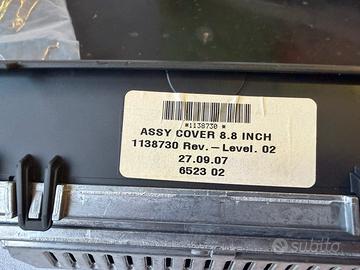 *1138730 *
ASSY COVER 8.8 INCH
1138730 Rev.-Level. 02
27.09.07
6523 02
subito